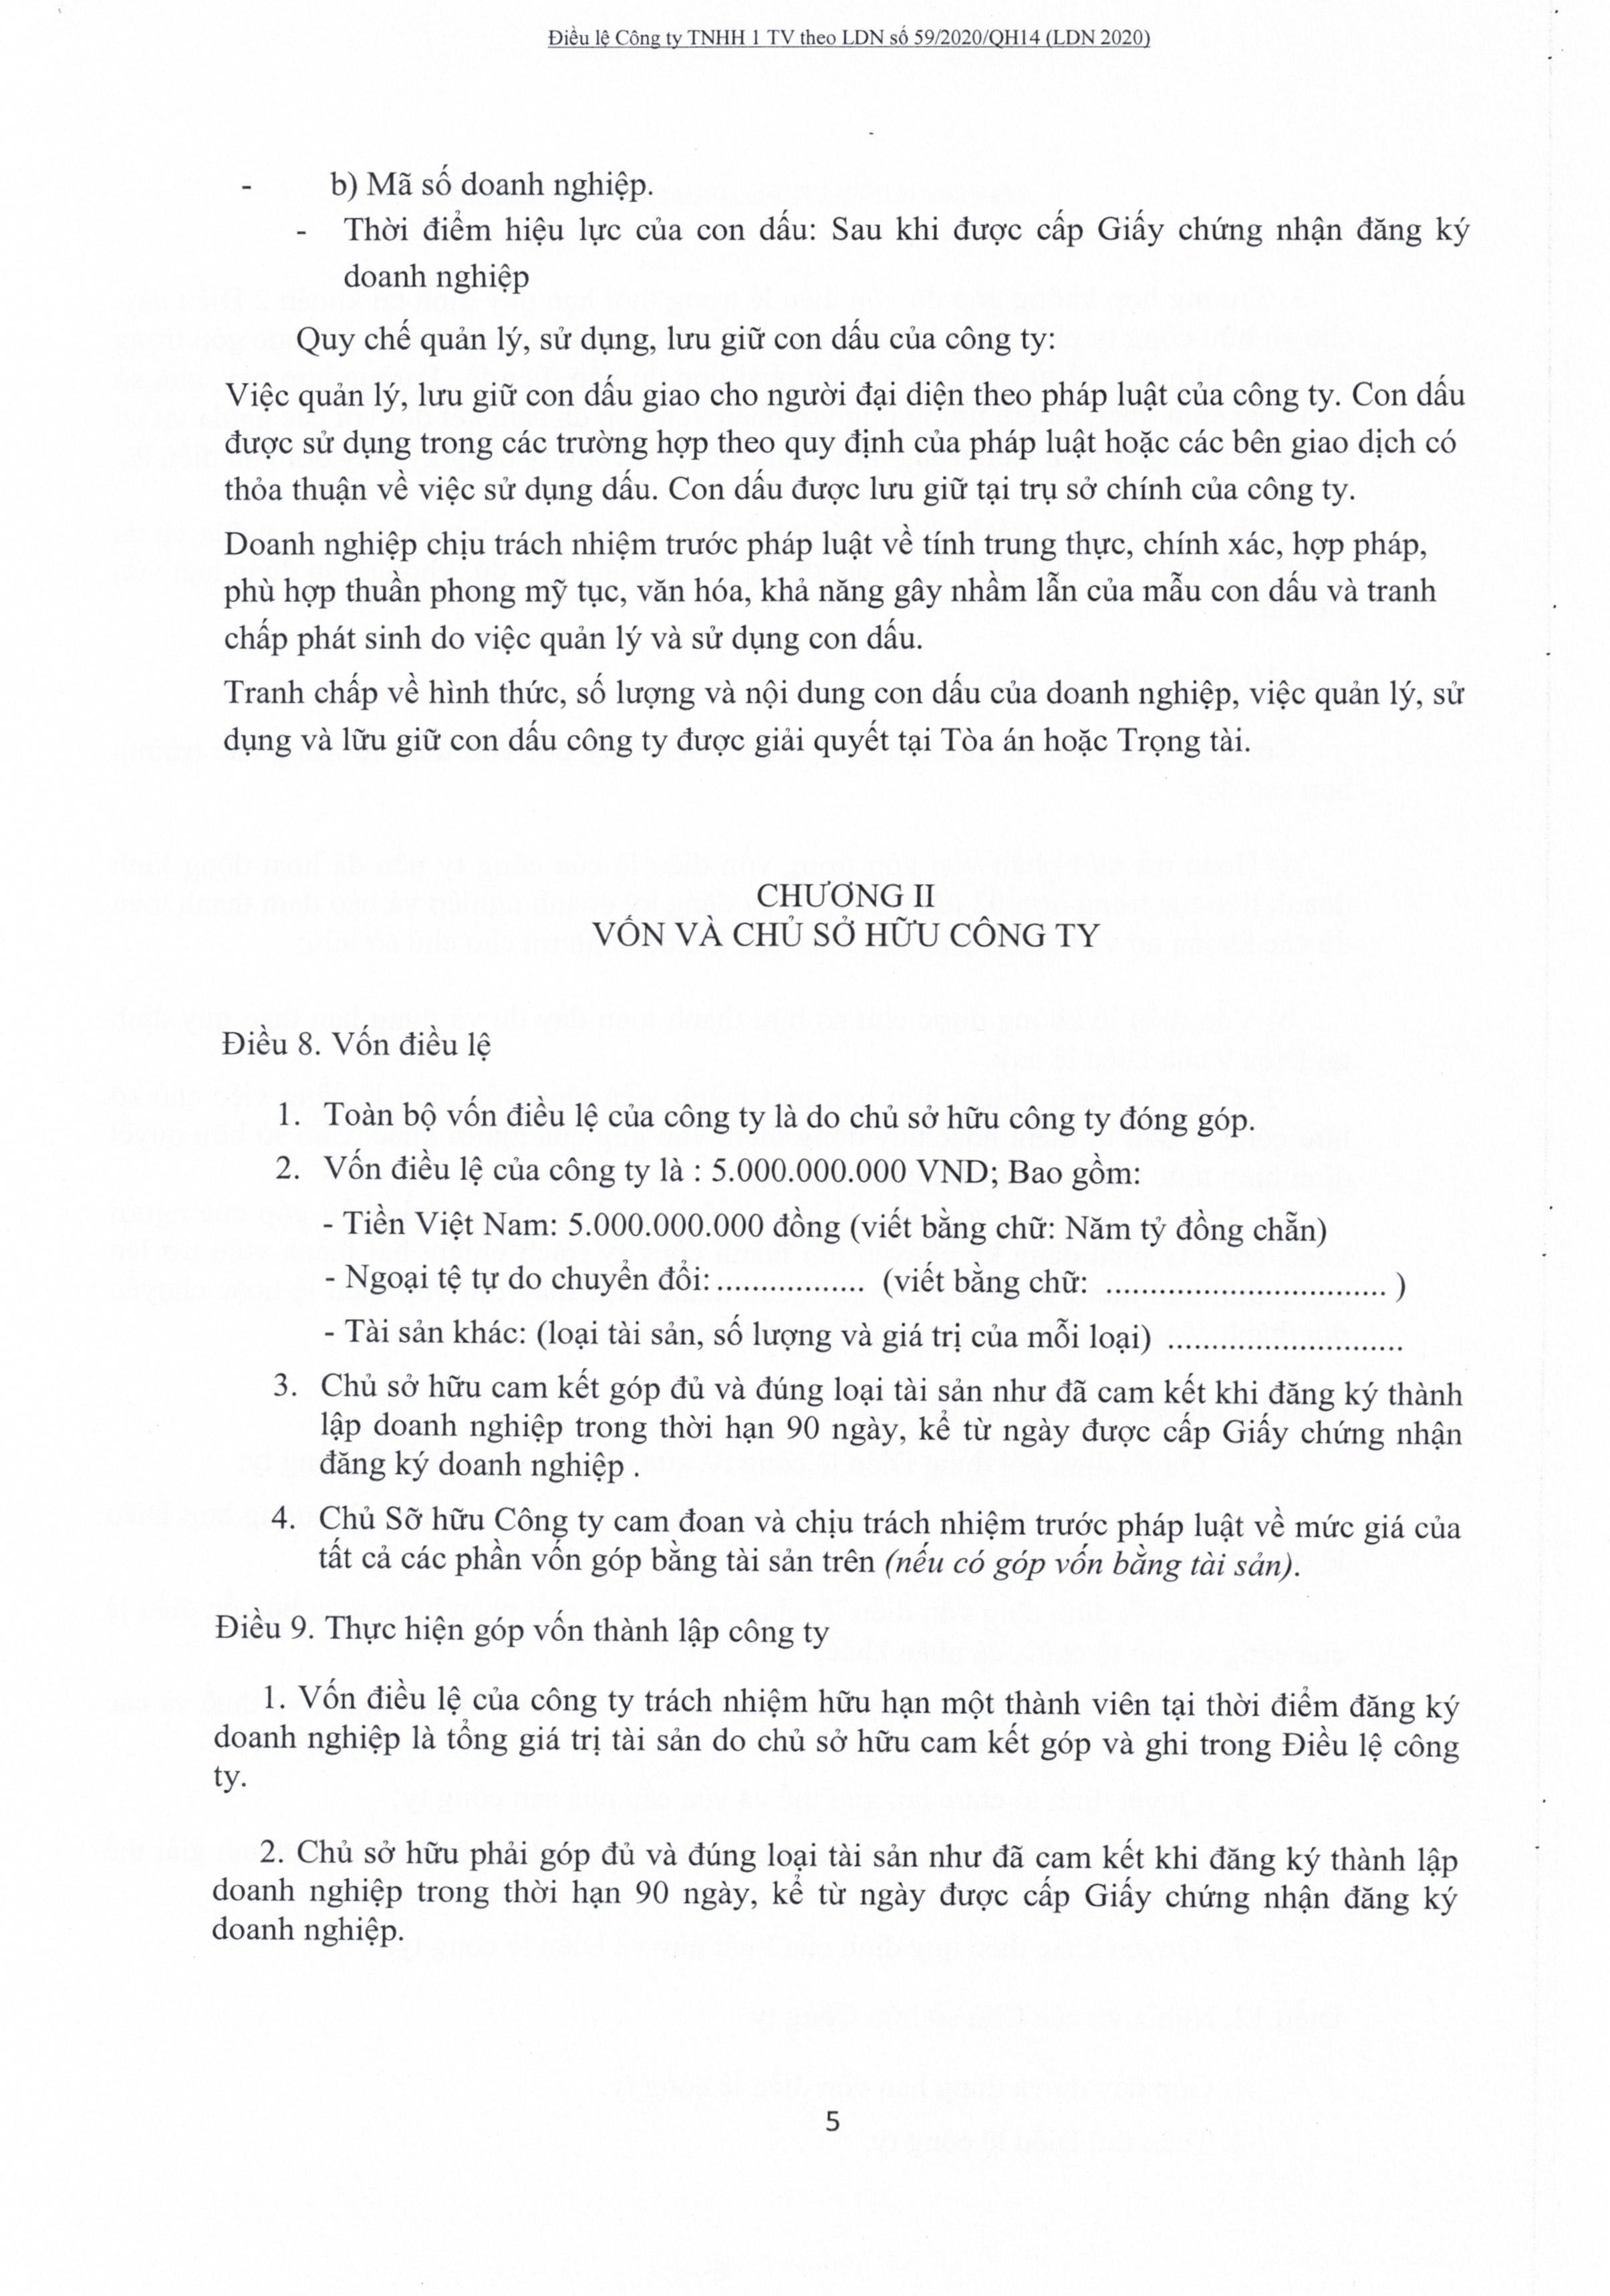 Điều lệ Công ty TNHH 1 TV theo LDN số 59/2020/QH14 (LDN 2020)
- b) Mã số doanh nghiệp.
- Thời điểm hiệu lực của con dấu: Sau khi được cấp Giấy chứng nhận đăng ký
doanh nghiệp
Quy chế quản lý, sử dụng, lưu giữ con dấu của công ty:
Việc quản lý, lưu giữ con dấu giao cho người đại diện theo pháp luật của công ty. Con dấu
được sử dụng trong các trường hợp theo quy định của pháp luật hoặc các bên giao dịch có
thỏa thuận về việc sử dụng dấu. Con dấu được lưu giữ tại trụ sở chính của công ty.
Doanh nghiệp chịu trách nhiệm trước pháp luật về tính trung thực, chính xác, hợp pháp,
phù hợp thuần phong mỹ tục, văn hóa, khả năng gây nhầm lẫn của mẫu con dấu và tranh
chấp phát sinh do việc quản lý và sử dụng con dấu.
Tranh chấp về hình thức, số lượng và nội dung con dấu của doanh nghiệp, việc quản lý, sử
dụng và lữu giữ con dấu công ty được giải quyết tại Tòa án hoặc Trọng tài.
CHƯƠNG II
VỐN VÀ CHỦ SỞ HỮU CÔNG TY
Điều 8. Vốn điều lệ
1. Toàn bộ vốn điều lệ của công ty là do chủ sở hữu công ty đóng góp.
2. Vốn điều lệ của công ty là : 5.000.000.000 VND; Bao gồm:
- Tiền Việt Nam: 5.000.000.000 đồng (viết bằng chữ: Năm tỷ đồng chẵn)
- Ngoại tệ tự do chuyển đổi: ................. (viết bằng chữ: ................................ )
- Tài sản khác: (loại tài sản, số lượng và giá trị của mỗi loại) ...........................
3. Chủ sở hữu cam kết góp đủ và đúng loại tài sản như đã cam kết khi đăng ký thành
lập doanh nghiệp trong thời hạn 90 ngày, kể từ ngày được cấp Giấy chứng nhận
đăng ký doanh nghiệp .
4. Chủ Sỡ hữu Công ty cam đoan và chịu trách nhiệm trước pháp luật về mức giá của
tất cả các phần vốn góp bằng tài sản trên (nếu có góp vốn bằng tài sản).
Điều 9. Thực hiện góp vốn thành lập công ty
1. Vốn điều lệ của công ty trách nhiệm hữu hạn một thành viên tại thời điểm đăng ký
doanh nghiệp là tổng giá trị tài sản do chủ sở hữu cam kết góp và ghi trong Điều lệ công
ty.
2. Chủ sở hữu phải góp đủ và đúng loại tài sản như đã cam kết khi đăng ký thành lập
doanh nghiệp trong thời hạn 90 ngày, kể từ ngày được cấp Giấy chứng nhận đăng ký
doanh nghiệp.
5